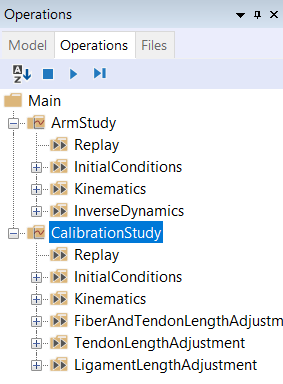 Operations
Model Operations Files
Main
ArmStudy
Replay
InitialConditions
Kinematics
InverseDynamics
CalibrationStudy
Replay
InitialConditions
Kinematics
FiberAndTendonLengthAdjustm
TendonLengthAdjustment
LigamentLengthAdjustment